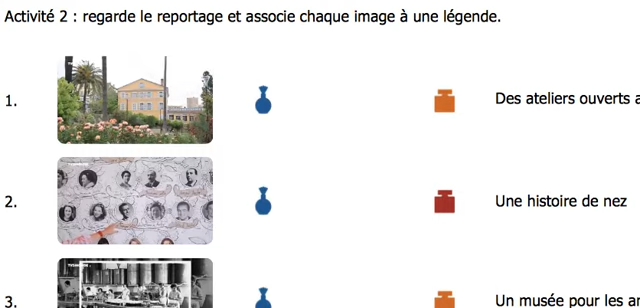 Activité 2 : regarde le reportage et associe chaque image à une légende.
1.
Des ateliers ouverts a
2.
Une histoire de nez
3.
Un musée pour les